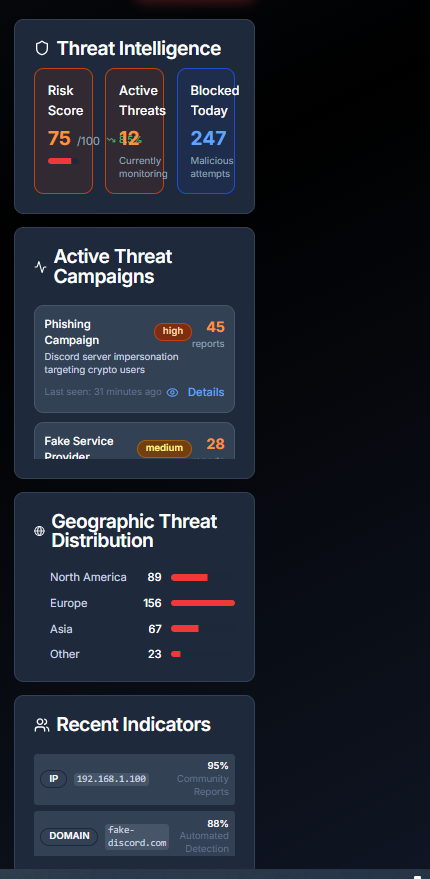 Threat Intelligence
Risk
Score
75 /100
Active
Threats
12
Currently
monitoring
Blocked
Today
247
Malicious
attempts
Active Threat
Campaigns
Phishing
Campaign
high
45
reports
Discord server impersonation
targeting crypto users
Last seen: 31 minutes ago
Details
Fake Service
Provider
medium
28
Geographic Threat
Distribution
North America 89
Europe 156
Asia 67
Other 23
Recent Indicators
IP
192.168.1.100
95%
Community
Reports
DOMAIN
fake-
discord.com
88%
Automated
Detection